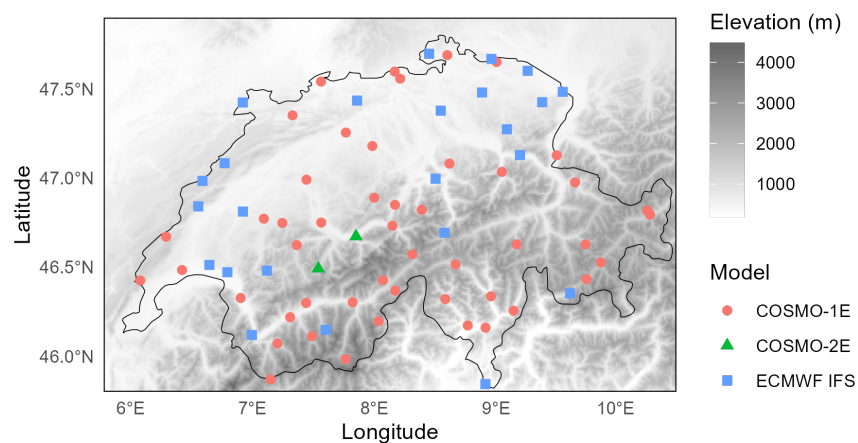 Elevation (m)
4000
3000
2000
1000
Model
COSMO-1E
COSMO-2E
ECMWF IFS
47.5°N
47.0°N
46.5°N
46.0°N
Latitude
6°E 7°E 8°E 9°E 10°E
Longitude